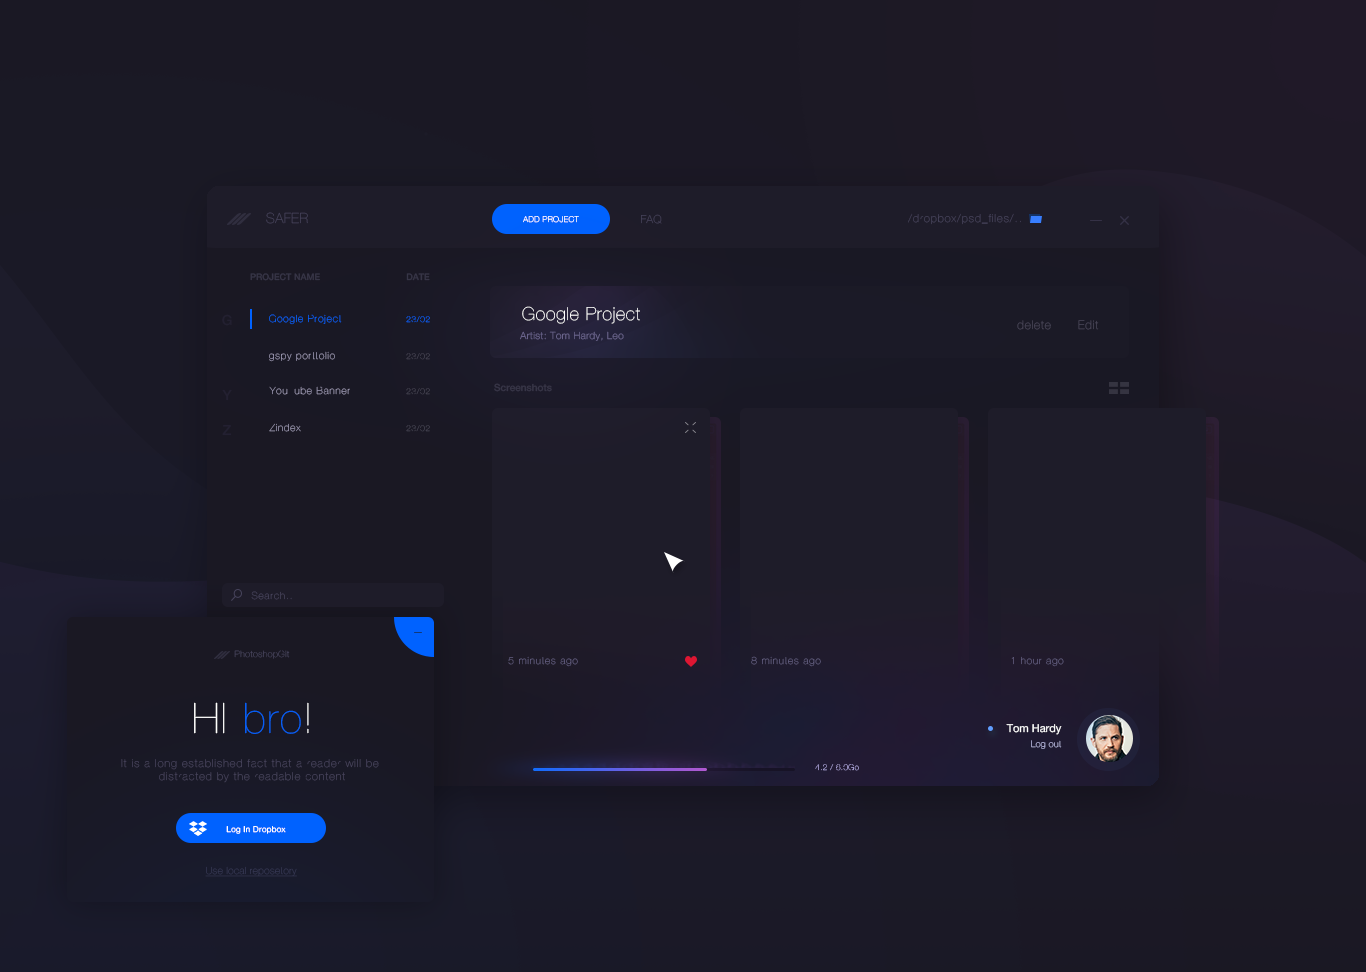 SAFER
ADD PROJECT
FAQ
/dropbox/psd_files/..
PROJECT NAME DATE
G Google Project 23/02
gspy portfolio 23/02
Y You ube Banner 23/02
Z Zindex 23/02
Search..
Google Project
Artist: Tom Hardy, Leo
delete Edit
Screenshots
5 minules ago
8 minules ago
1 hour ago
Tom Hardy
Log out
4.2 / 6.0Go
PhotoshopGit
HI bro!
It is a long established fact that a reader will be
distracted by the readable content
Log In Dropbox
Use local repository